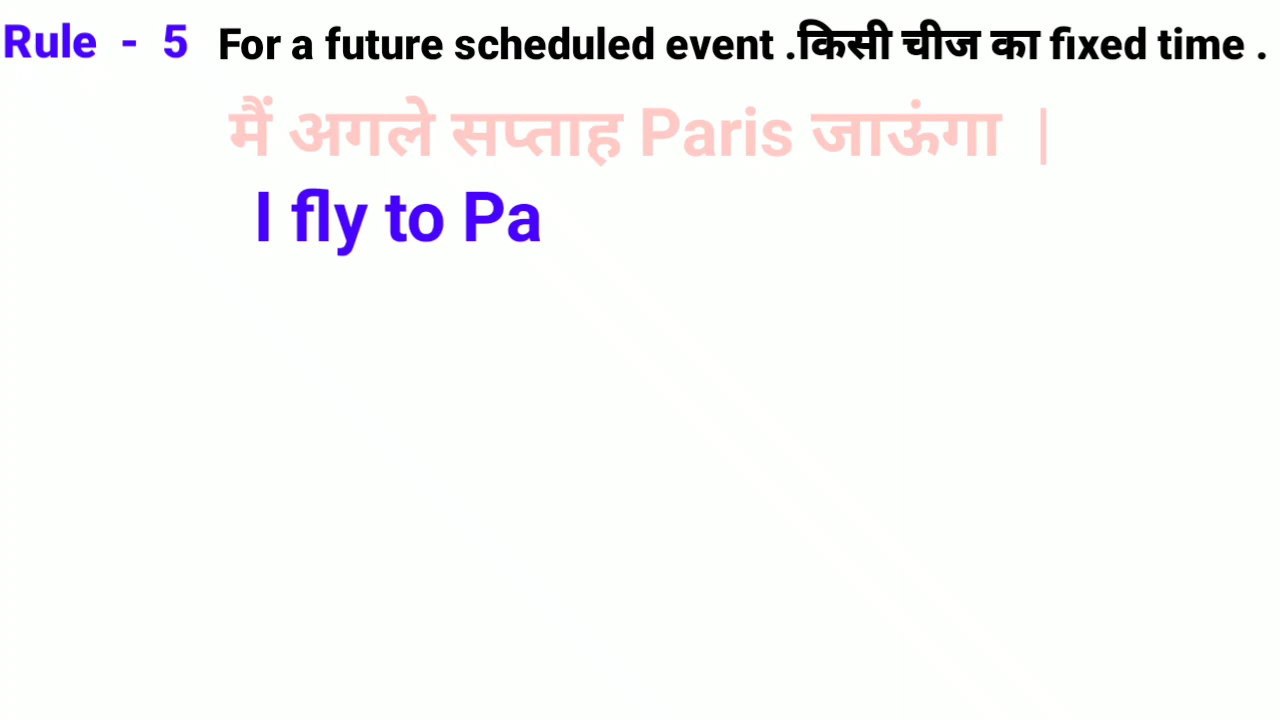 Rule - 5 For a future scheduled event .किसी चीज का fixed time .
मैं अगले सप्ताह Paris जाऊंगा |
I fly to Pa